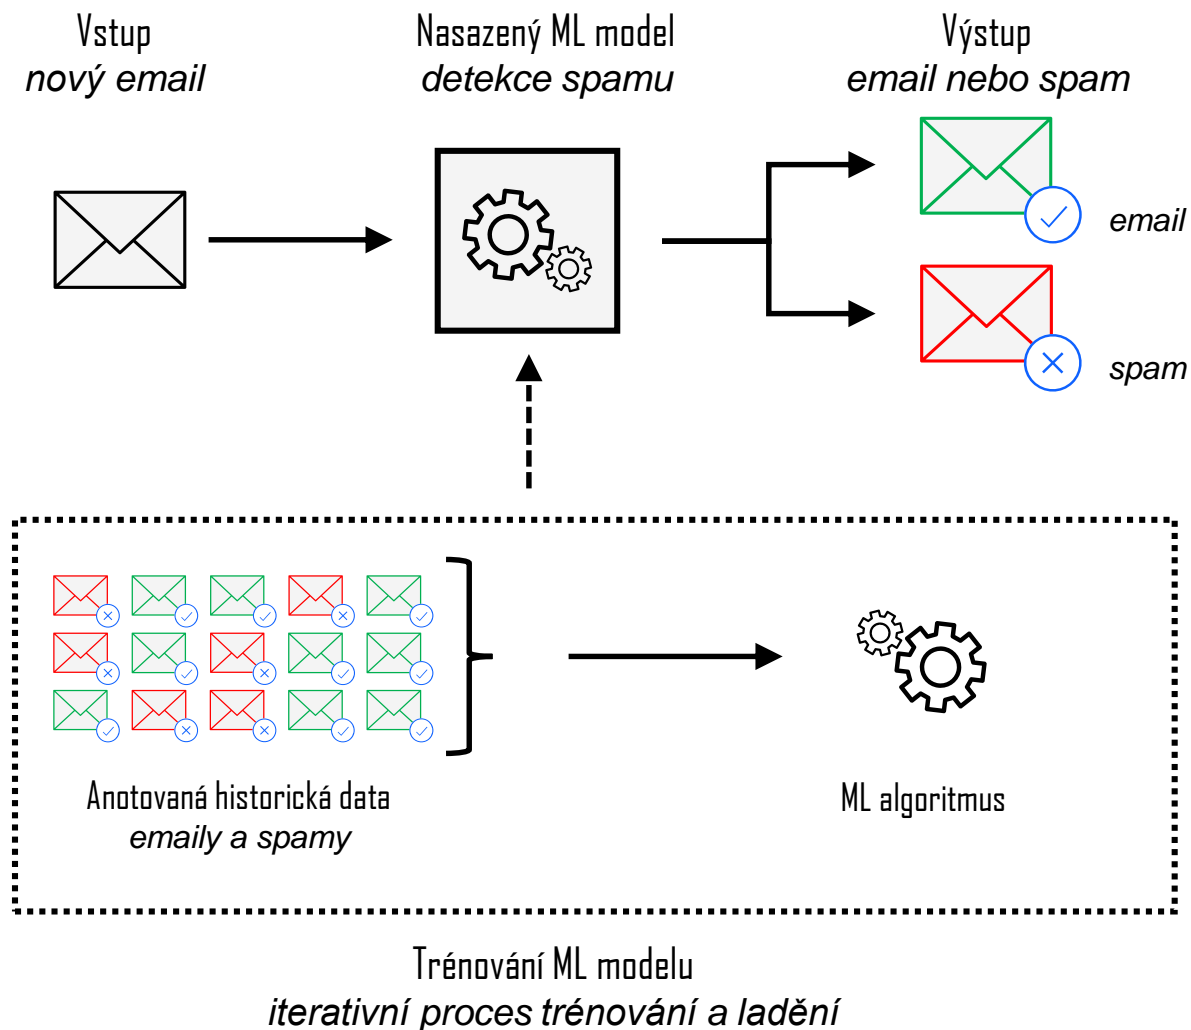 Vstup
nový email
Nasazený ML model
detekce spamu
Výstup
email nebo spam
email
spam
Anotovaná historická data
emaily a spamy
ML algoritmus
Trénování ML modelu
iterativní proces trénování a ladění